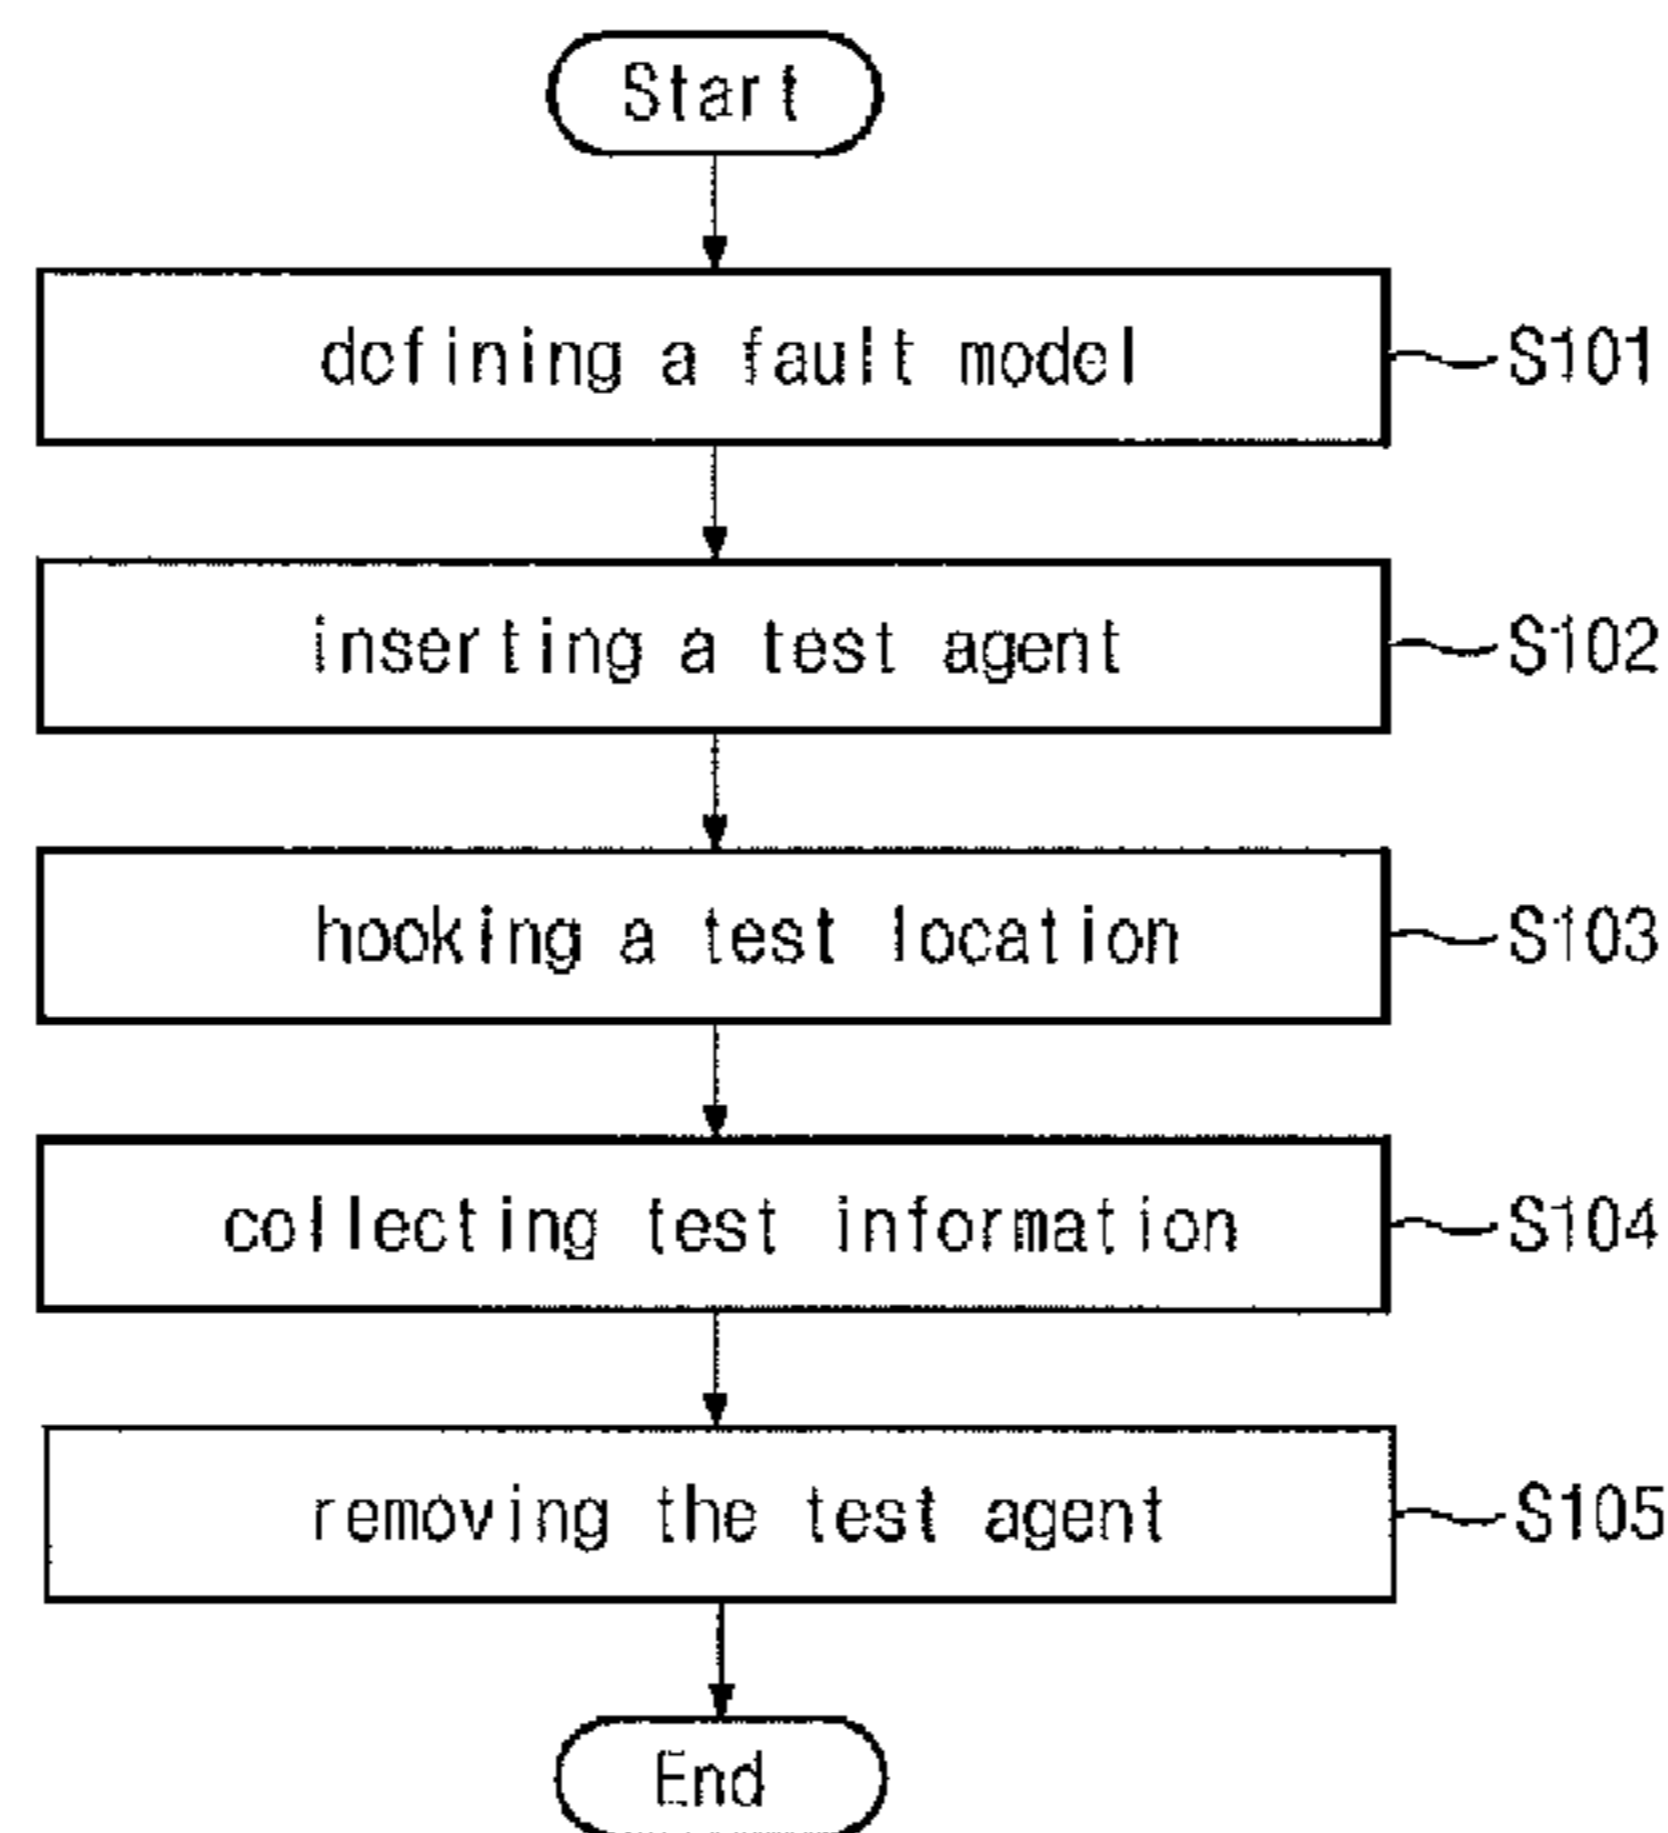 Start
defining a fault model
S101
inserting a test agent
S102
hooking a test location
S103
collecting test information
S104
removing the test agent
S105
End